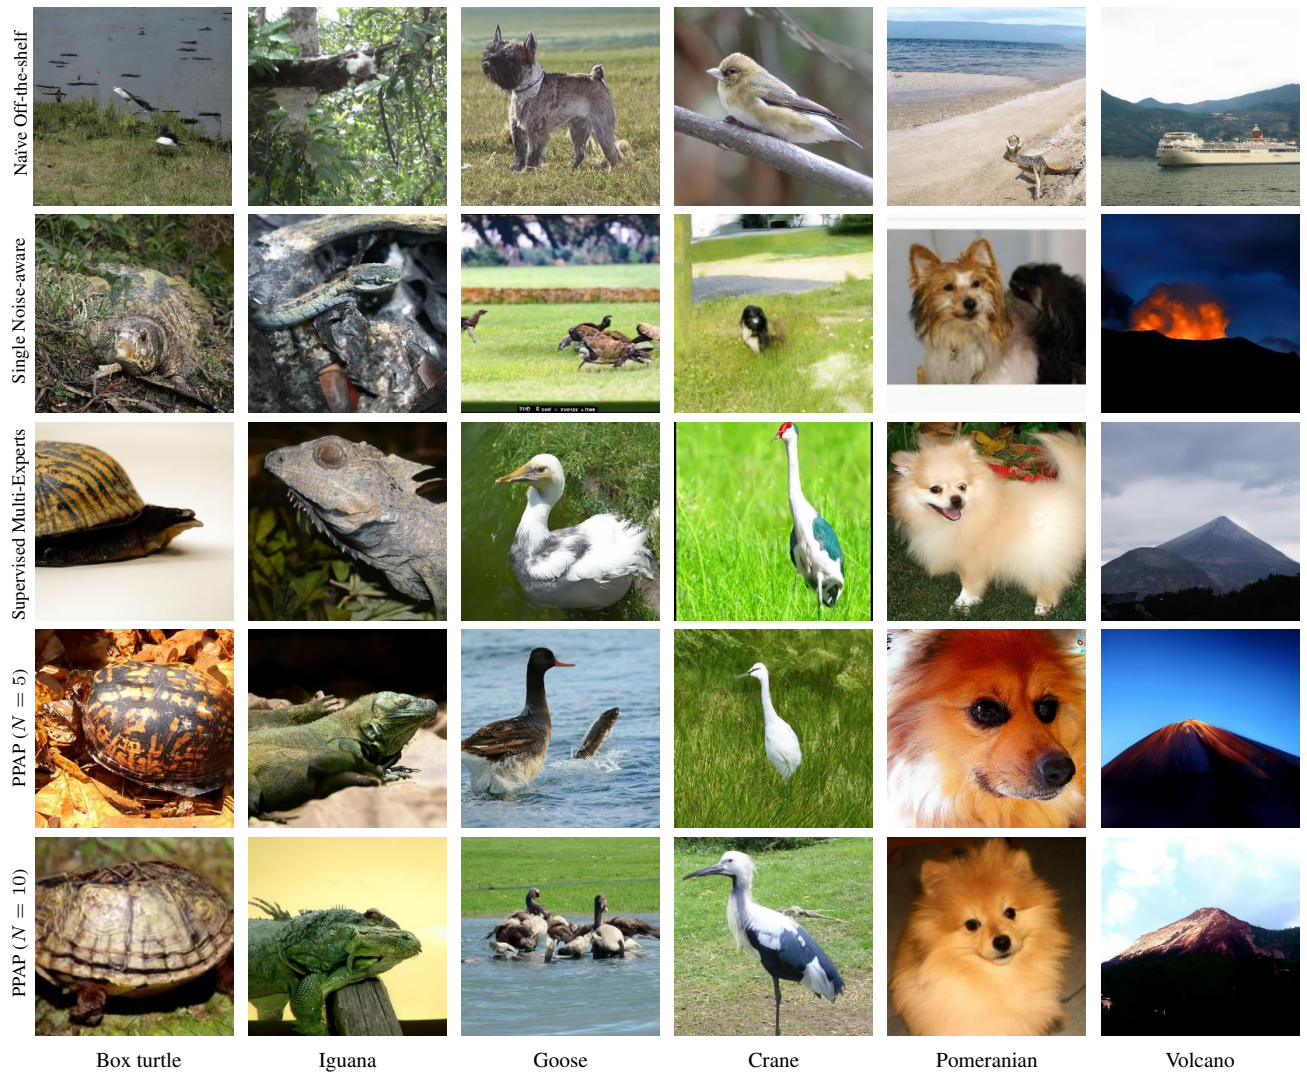 Naïve Off-the-shelf
Single Noise-aware
Supervised Multi-Experts
PPAP (N = 5)
PPAP (N = 10)
Box turtle
Iguana
Goose
Crane
Pomeranian
Volcano